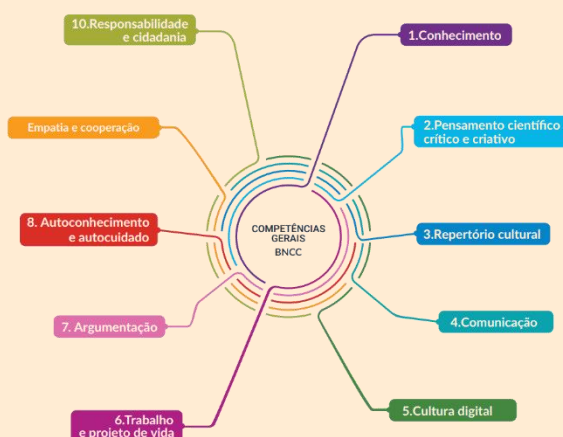 10.Responsabilidade
e cidadania
1.Conhecimento
Empatia e cooperação
2.Pensamento científico
crítico e criativo
8. Autoconhecimento
e autocuidado
COMPETÊNCIAS
GERAIS
BNCC
3.Repertório cultural
7. Argumentação
4.Comunicação
6.Trabalho
e projeto de vida
5.Cultura digital